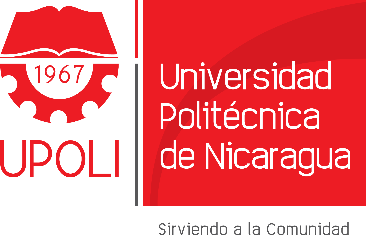 1967
UPOLI
Universidad
Politécnica
de Nicaragua
Sirviendo a la Comunidad